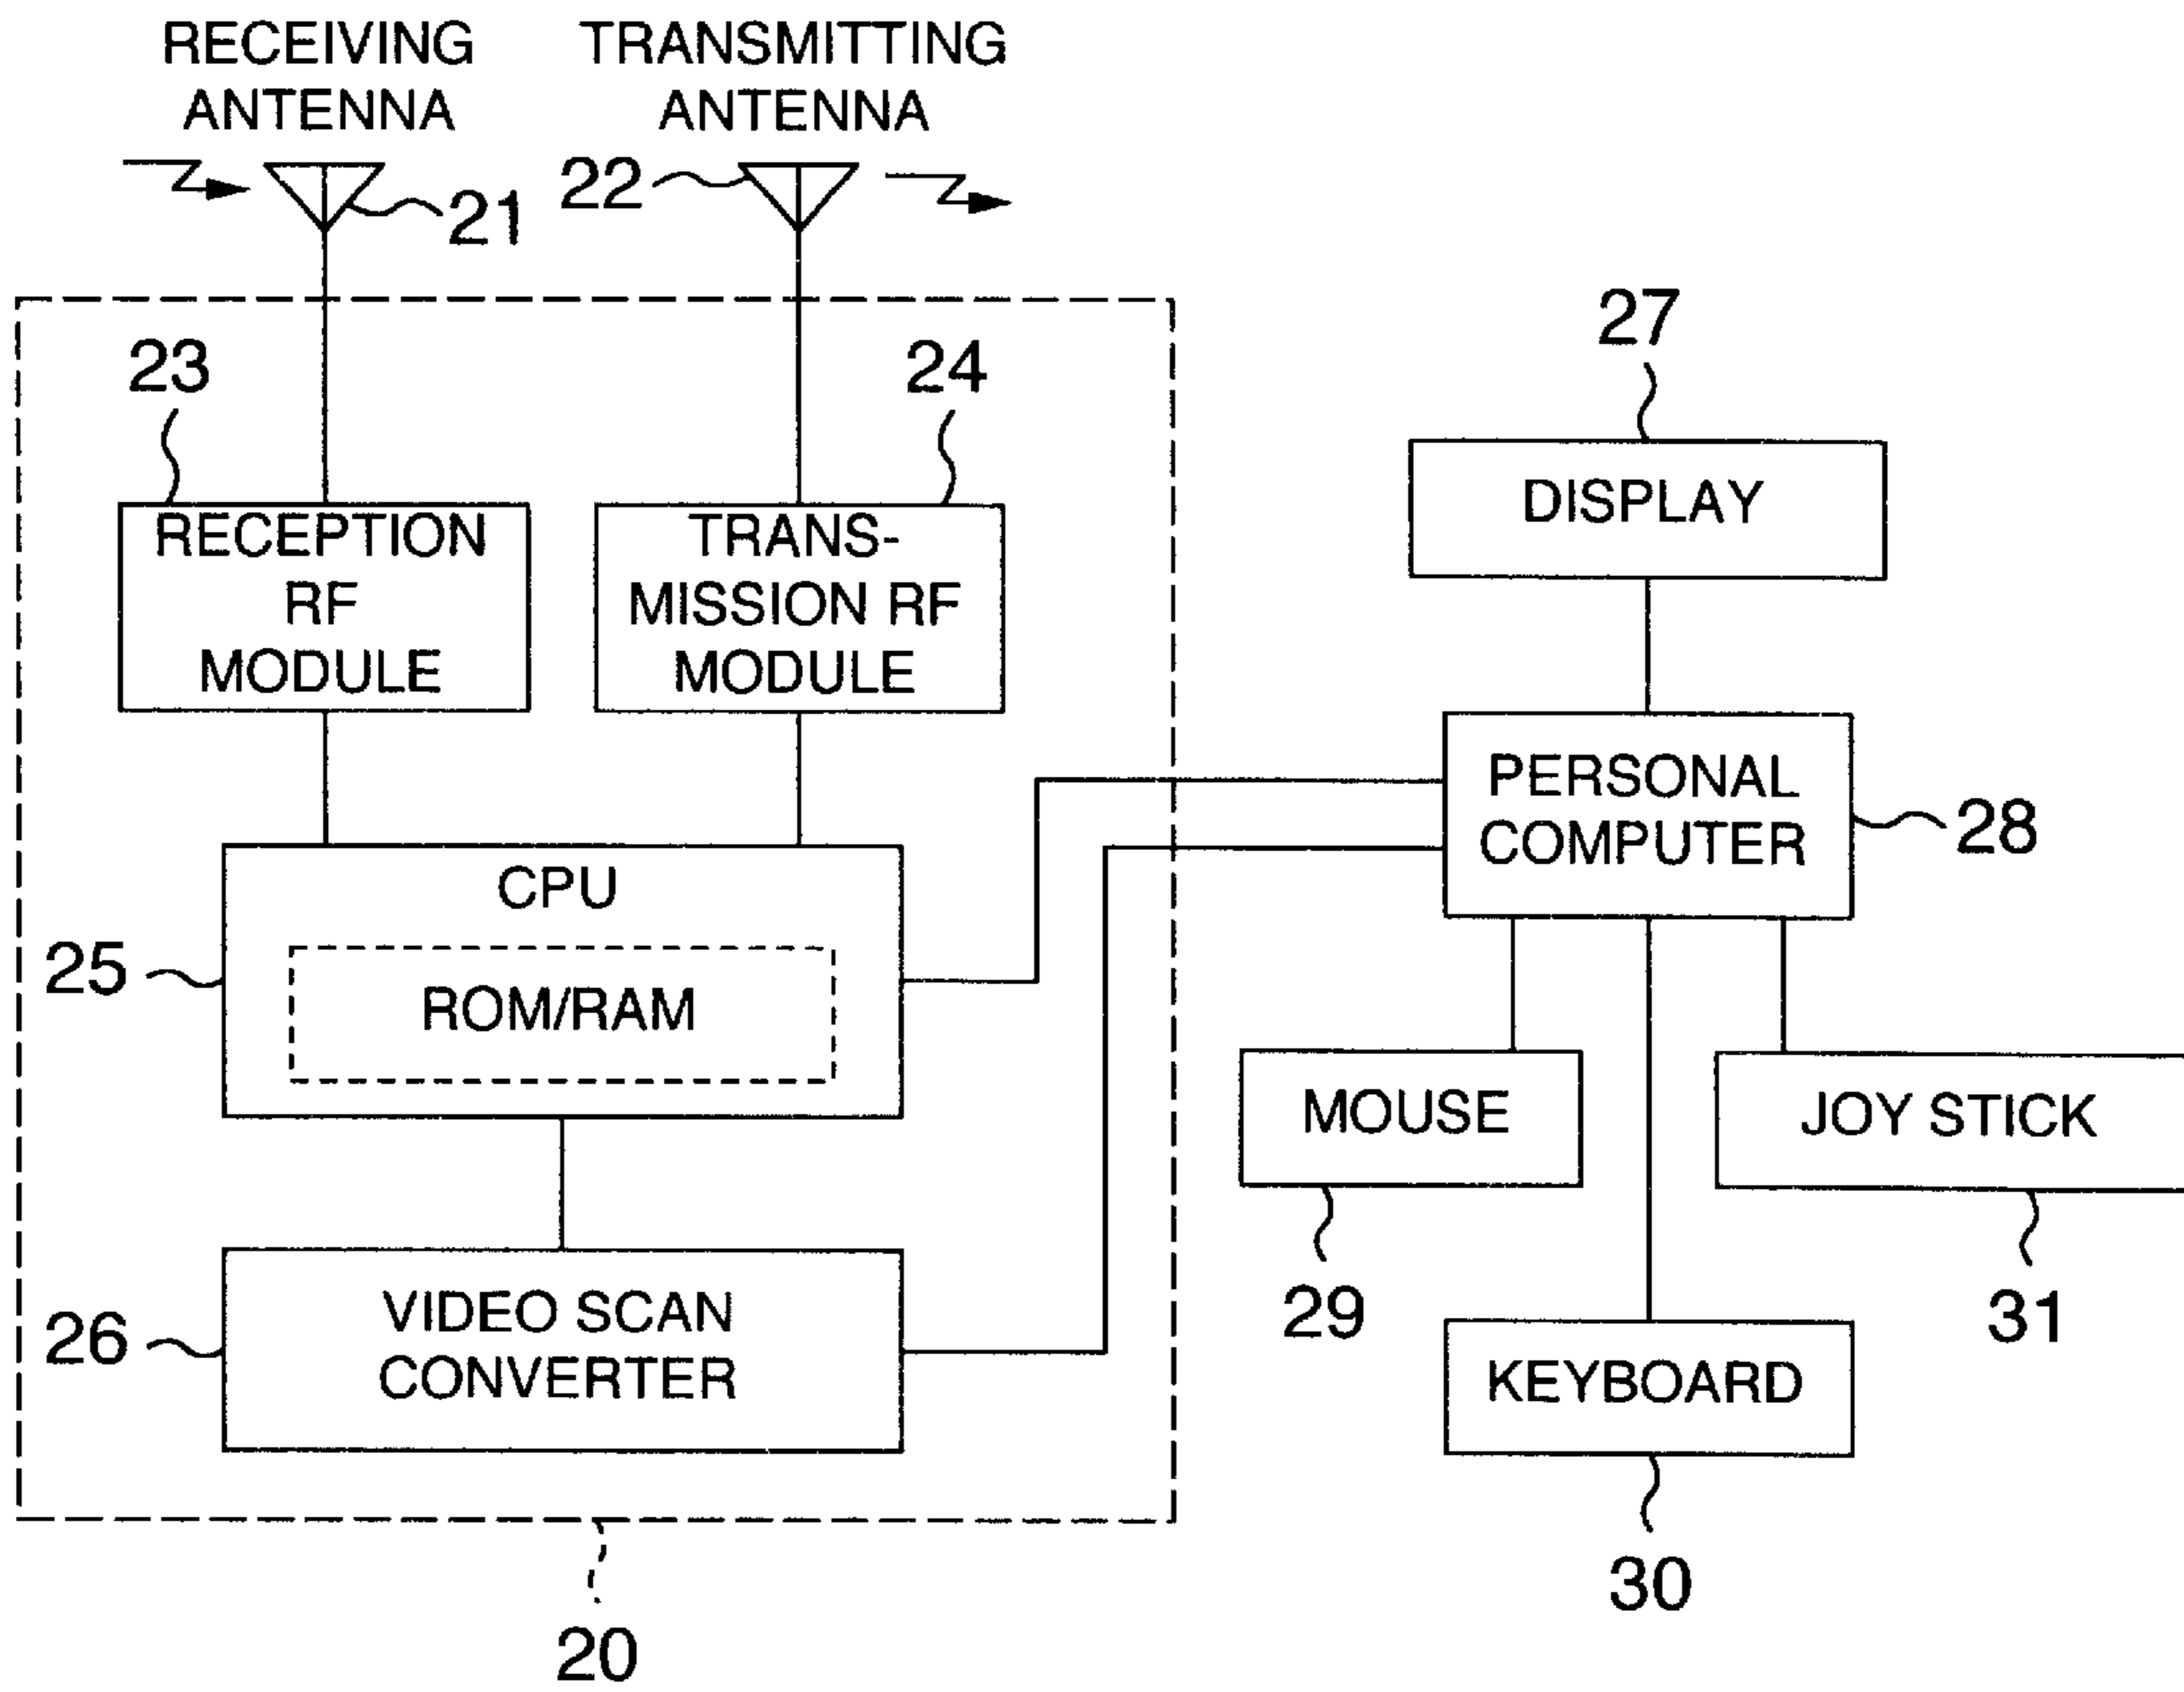 RECEIVING
ANTENNA
TRANSMITTING
ANTENNA
21
22
23
24
RECEPTION
RF
MODULE
TRANS-
MISSION RF
MODULE
CPU
ROM/RAM
25
VIDEO SCAN
CONVERTER
26
20
27
DISPLAY
PERSONAL
COMPUTER
28
MOUSE
29
JOY STICK
31
KEYBOARD
30